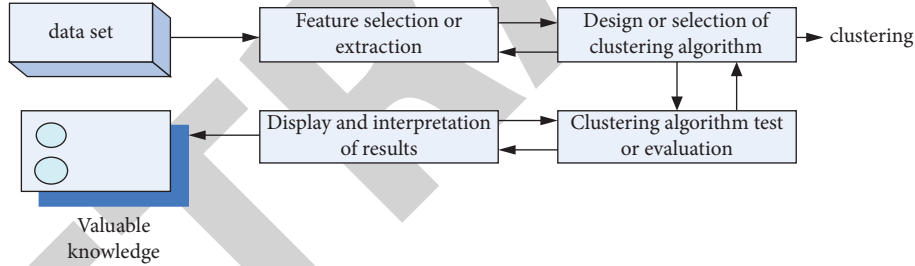 data set
Feature selection or
extraction
Design or selection of
clustering algorithm
clustering
Display and interpretation
of results
Clustering algorithm test
or evaluation
Valuable
knowledge